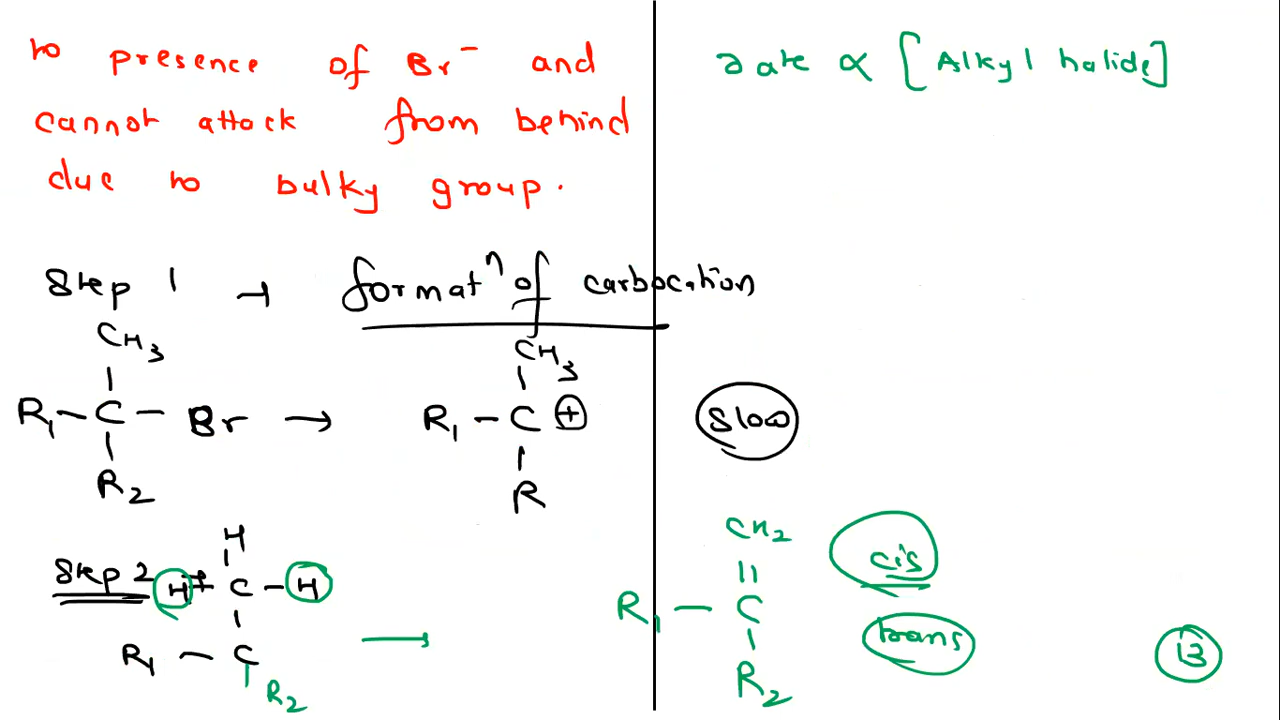 to presence of Br⁻ and
cannot attack from behind
due to bulky group.
rate ∝ [Alkyl halide]
Step 1 → formatⁿ of carbocation
CH3
R1 – C – Br →
R2
CH3
R1 – C ⊕
R
slow
Step 2
H
H – C – H
R1 – C
R2
→
CH2
||
R1 – C
R2
cis
trans
13